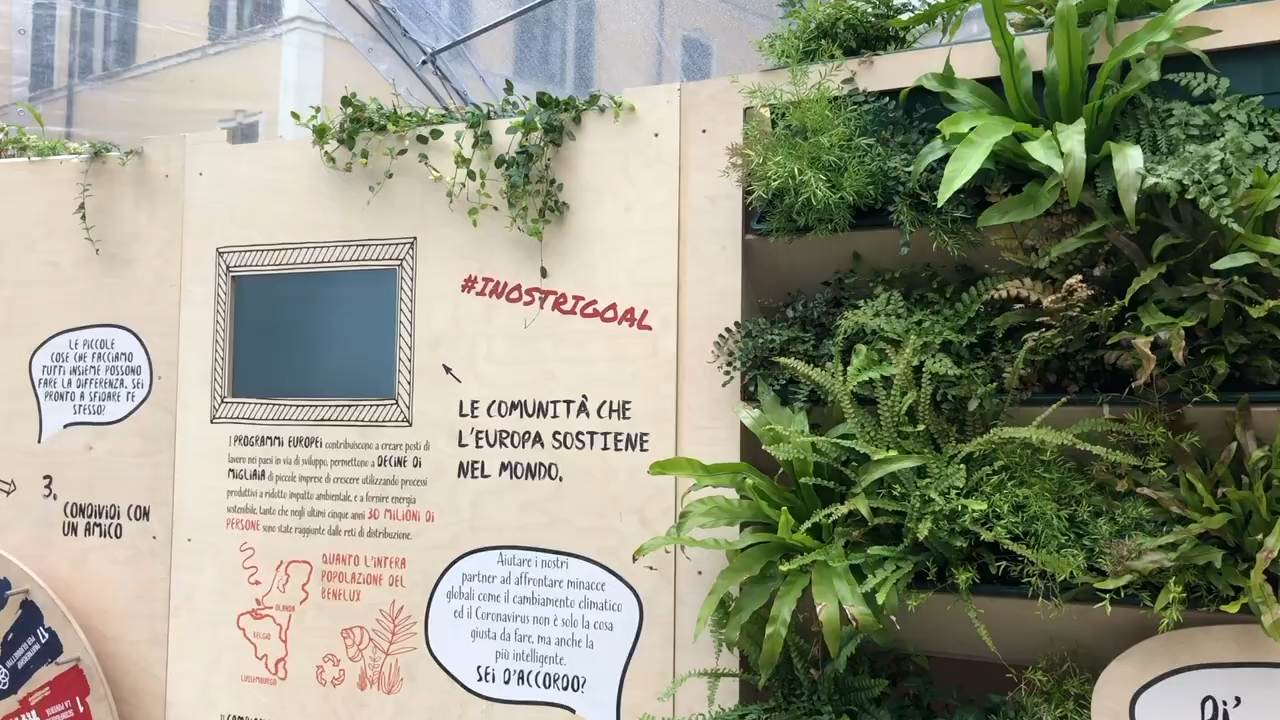 LE PICCOLE
COSE CHE FACCIAMO
TUTTI INSIEME POSSONO
FARE LA DIFFERENZA. SEI
PRONTO A SFIDARE TE
STESSO?
3.
CONDIVIDI CON
UN AMICO
#INOSTRIGOAL
LE COMUNITÀ CHE
L'EUROPA SOSTIENE
NEL MONDO.
I PROGRAMMI EUROPEI contribuiscono a creare posti di
lavoro nei paesi in via di sviluppo, permettono a DECINE DI
MIGLIAIA di piccole imprese di crescere utilizzando processi
produttivi a ridotto impatto ambientale, e a fornire energia
sostenibile, tanto che negli ultimi cinque anni 30 MILIONI DI
PERSONE sono state raggiunte dalle reti di distribuzione.
QUANTO L'INTERA
POPOLAZIONE DEL
BENELUX
OLANDA
BELGIO
LUSSEMBURGO
Aiutare i nostri
partner ad affrontare minacce
globali come il cambiamento climatico
ed il Coronavirus non è solo la cosa
giusta da fare, ma anche la
più intelligente.
SEI D'ACCORDO?
17
1
LA POVERTÀ
DI'